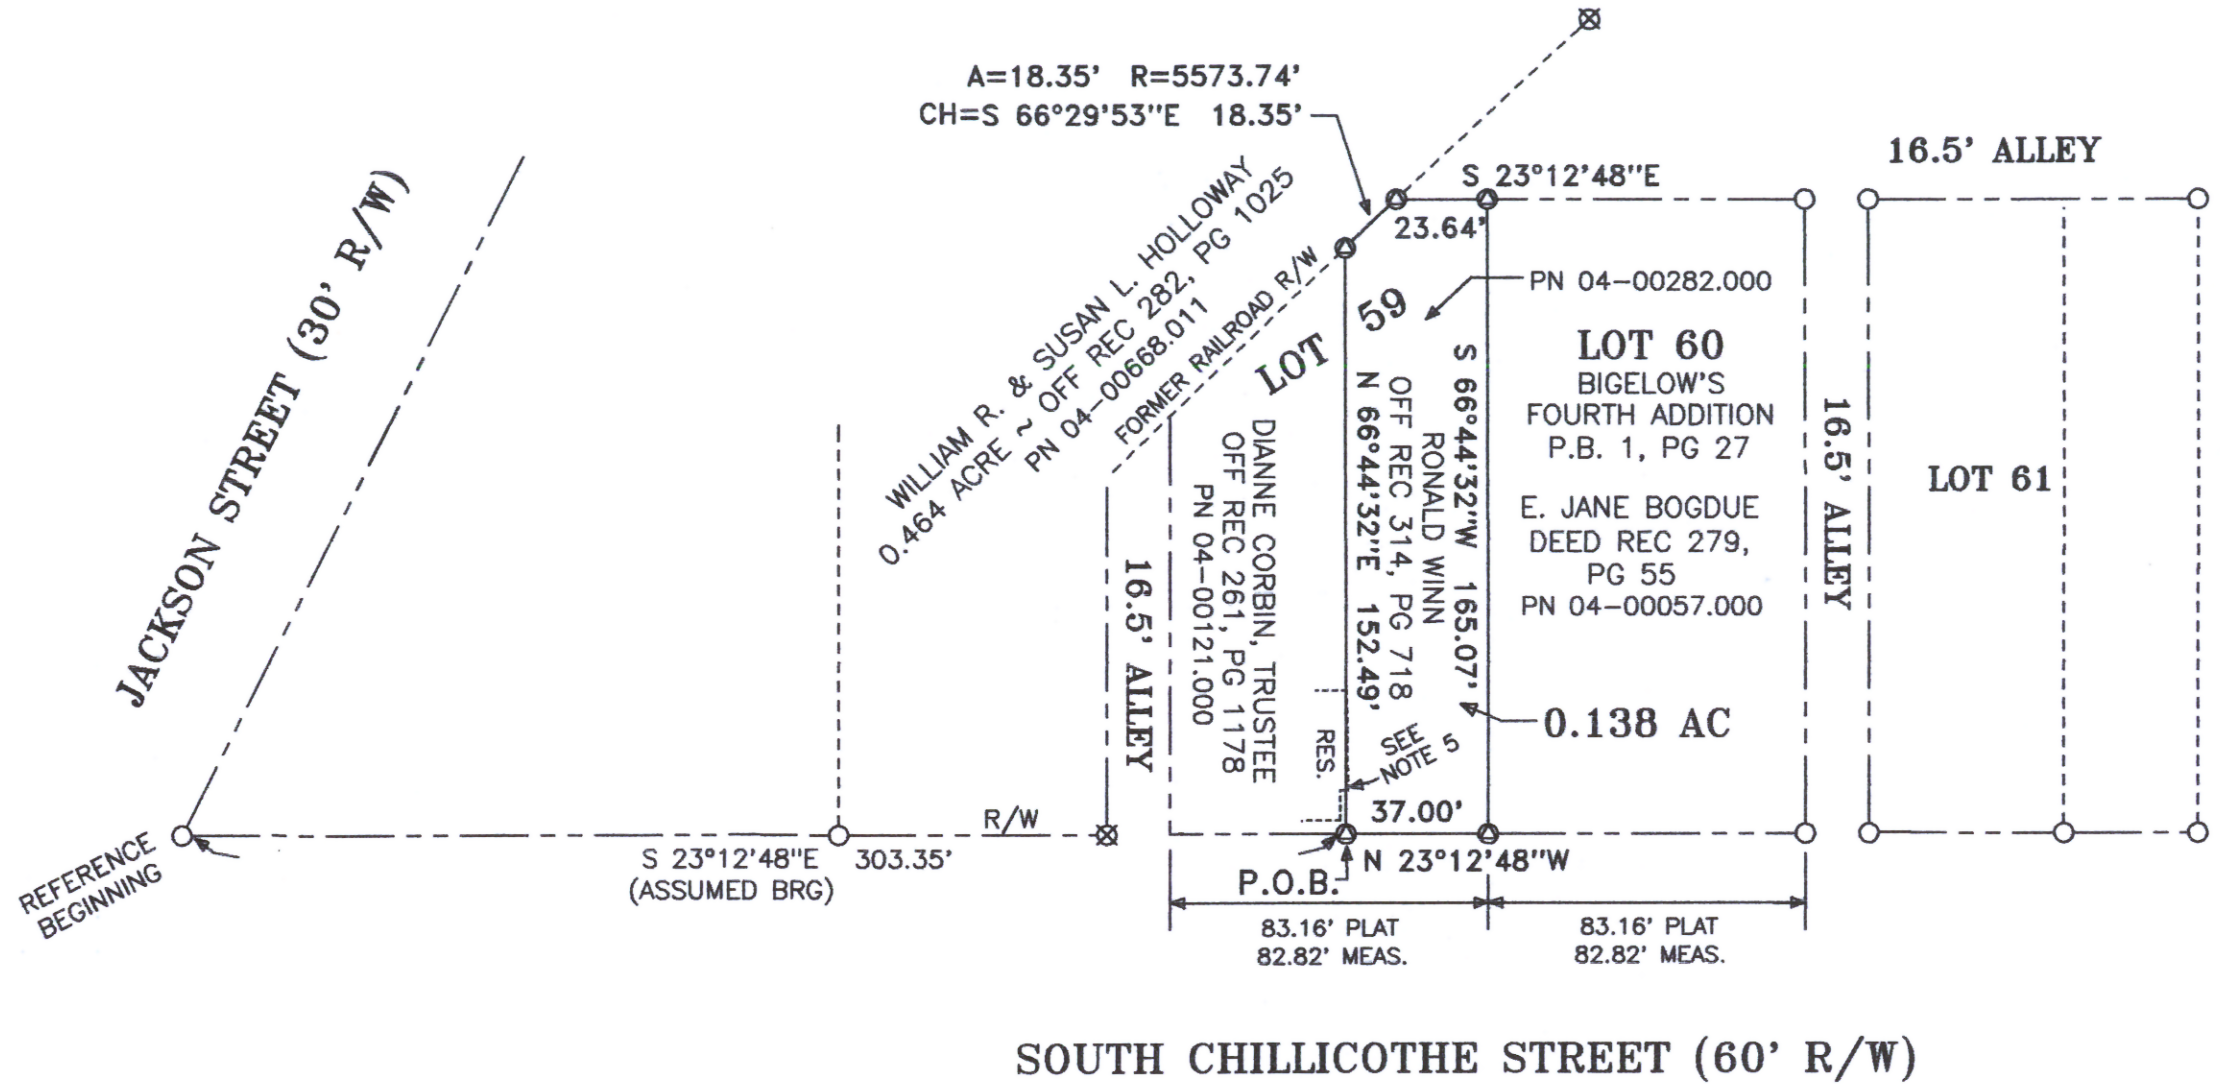 A=18.35' R=5573.74'
CH=S 66°29'53"E 18.35'
16.5' ALLEY
S 23°12'48"E
23.64'
JACKSON STREET (30' R/W)
WILLIAM R. & SUSAN L. HOLLOWAY
0.464 ACRE ~ OFF REC 282, PG 1025
PN 04-00668.011
FORMER RAILROAD R/W
LOT 59
PN 04-00282.000
LOT 60
BIGELOW'S
FOURTH ADDITION
P.B. 1, PG 27
E. JANE BOGDUE
DEED REC 279,
PG 55
PN 04-00057.000
S 66°44'32"W 165.07'
RONALD WINN
OFF REC 314, PG 718
N 66°44'32"E 152.49'
DIANNE CORBIN, TRUSTEE
OFF REC 261, PG 1178
PN 04-00121.000
16.5' ALLEY
16.5' ALLEY
LOT 61
RES.
SEE
NOTE 5
0.138 AC
37.00'
R/W
REFERENCE
BEGINNING
S 23°12'48"E 303.35'
(ASSUMED BRG)
N 23°12'48"W
P.O.B.
83.16' PLAT
82.82' MEAS.
83.16' PLAT
82.82' MEAS.
SOUTH CHILLICOTHE STREET (60' R/W)